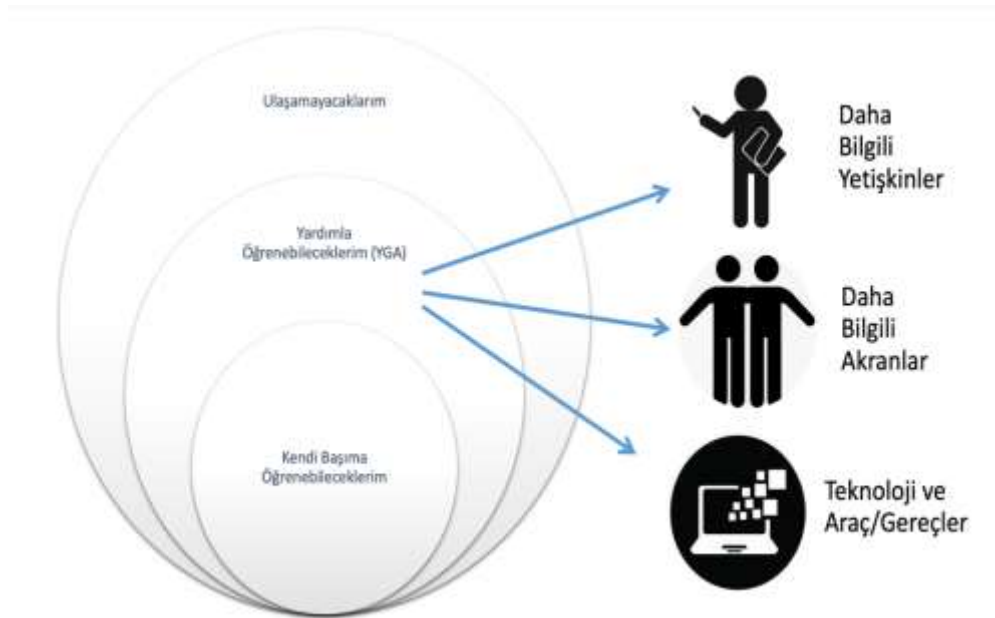 Ulaşamayacaklarım
Yardımla
Öğrenebileceklerim (YGA)
Kendi Başıma
Öğrenebileceklerim
Daha
Bilgili
Yetişkinler
Daha
Bilgili
Akranlar
Teknoloji ve
Araç/Gereçler